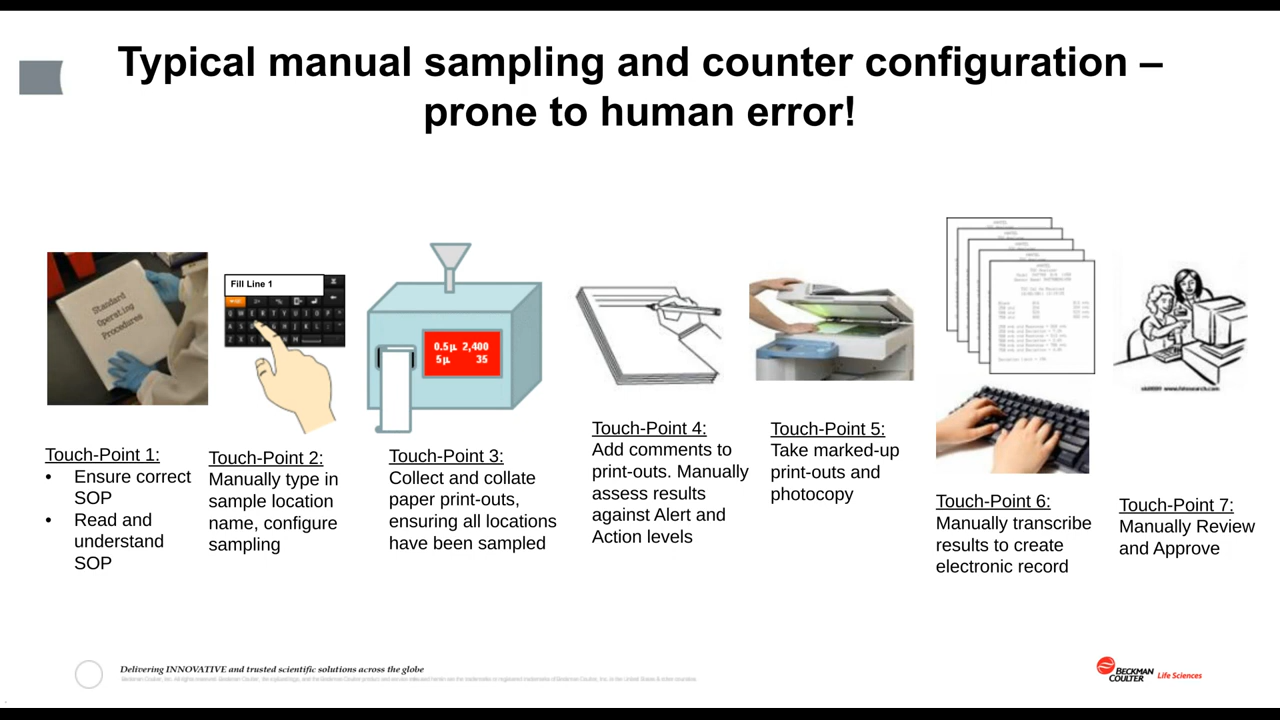 Typical manual sampling and counter configuration –
prone to human error!
Standard
Operating
Procedures
Fill Line 1
0.5µ 2,400
5µ 35
Touch-Point 1:
• Ensure correct
SOP
• Read and
understand
SOP
Touch-Point 2:
Manually type in
sample location
name, configure
sampling
Touch-Point 3:
Collect and collate
paper print-outs,
ensuring all locations
have been sampled
Touch-Point 4:
Add comments to
print-outs. Manually
assess results
against Alert and
Action levels
Touch-Point 5:
Take marked-up
print-outs and
photocopy
Touch-Point 6:
Manually transcribe
results to create
electronic record
Touch-Point 7:
Manually Review
and Approve
Delivering INNOVATIVE and trusted scientific solutions across the globe
BECKMAN
COULTER
Life Sciences